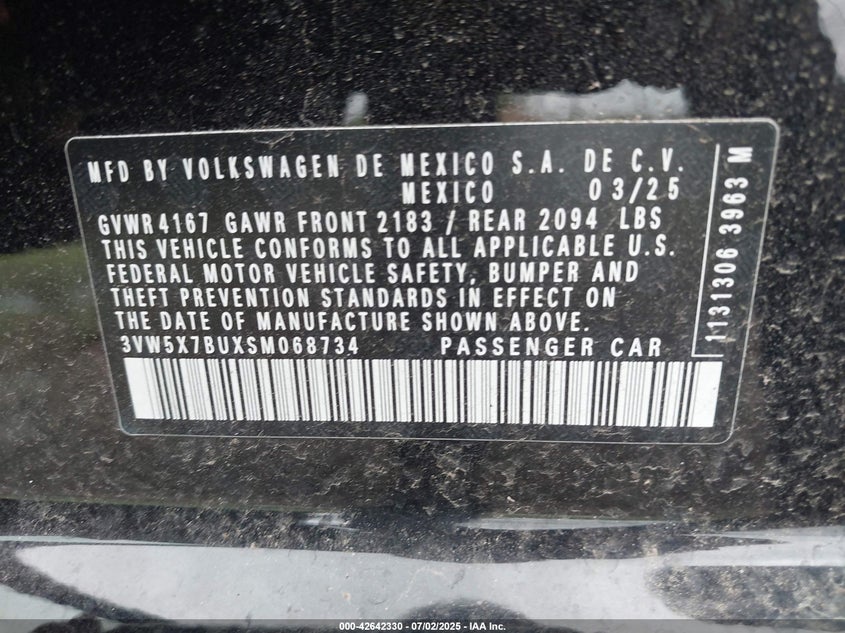 MFD BY VOLKSWAGEN DE MEXICO S.A. DE C.V.
MEXICO 03/25
GVWR 4167 GAWR FRONT 2183 / REAR 2094 LBS
THIS VEHICLE CONFORMS TO ALL APPLICABLE U.S.
FEDERAL MOTOR VEHICLE SAFETY, BUMPER AND
THEFT PREVENTION STANDARDS IN EFFECT ON
THE DATE OF MANUFACTURE SHOWN ABOVE.
3VW5X7BUXSM068734 PASSENGER CAR
1131306 3963 M
000-42642330 - 07/02/2025 - IAA Inc.